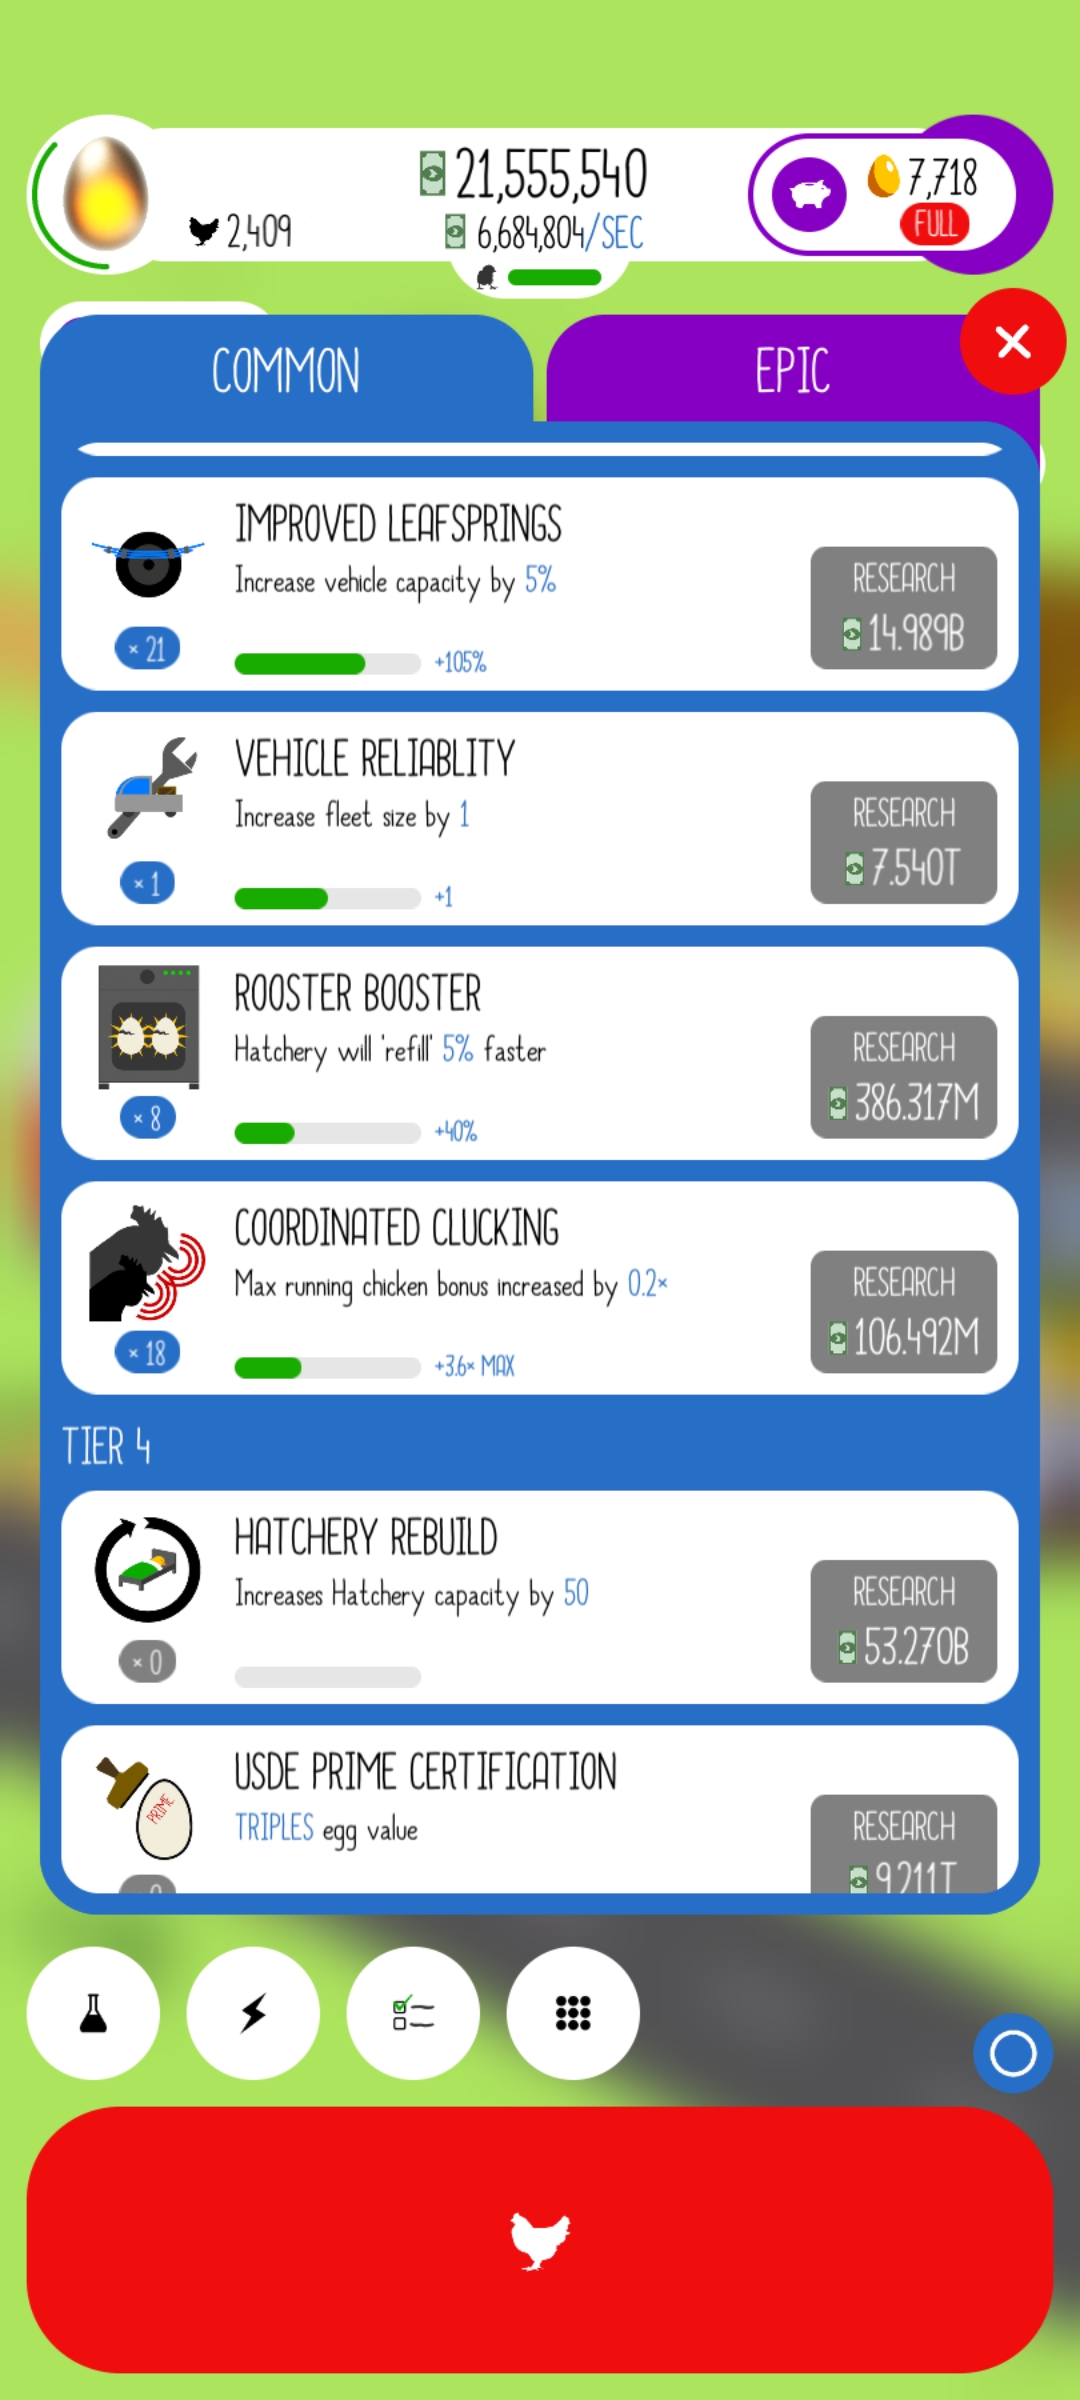 21,555,540
7,718
2,409
6,684,804/SEC
FULL
COMMON
EPIC
IMPROVED LEAFSPRINGS
Increase vehicle capacity by 5%
RESEARCH
14.989B
× 21
+105%
VEHICLE RELIABLITY
Increase fleet size by 1
RESEARCH
7.540T
× 1
+1
ROOSTER BOOSTER
Hatchery will 'refill' 5% faster
RESEARCH
386.317M
× 8
+40%
COORDINATED CLUCKING
Max running chicken bonus increased by 0.2×
RESEARCH
106.492M
× 18
+3.6× MAX
TIER 4
HATCHERY REBUILD
Increases Hatchery capacity by 50
RESEARCH
53.270B
× 0
USDE PRIME CERTIFICATION
PRIME
TRIPLES egg value
RESEARCH
9.211T
× 0